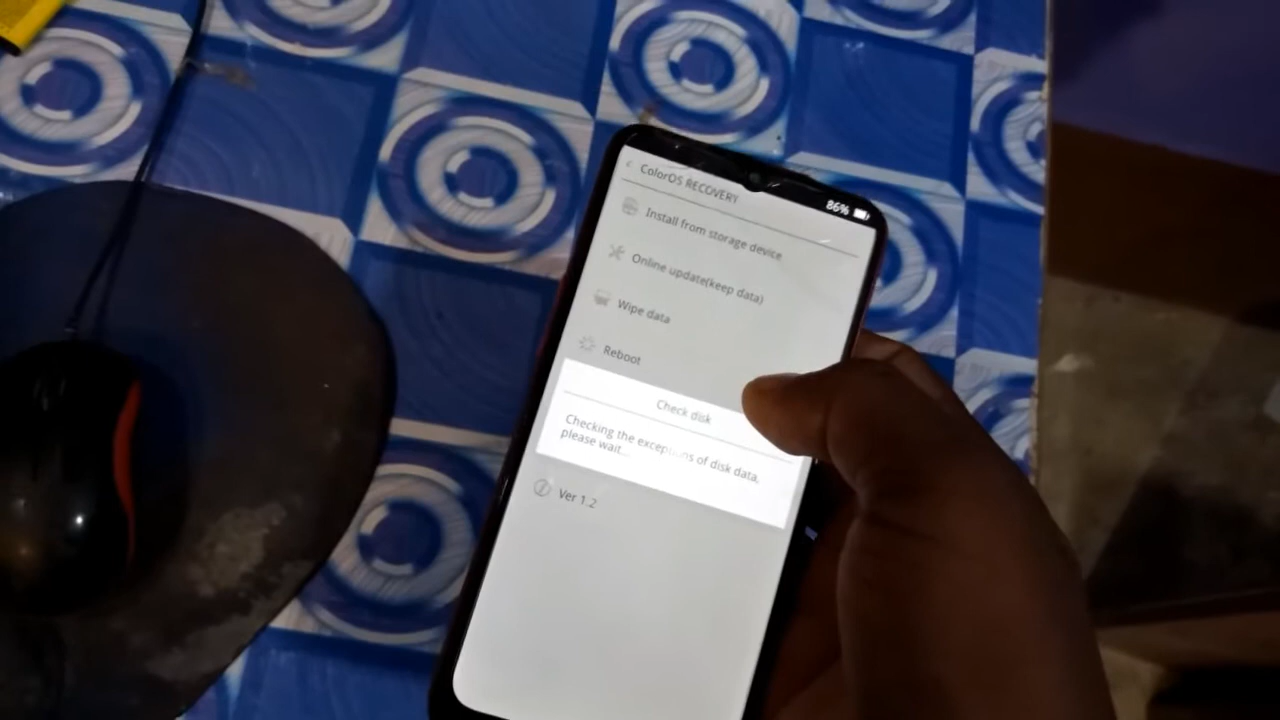 ColorOS RECOVERY
86%
Install from storage device
Online update(keep data)
Wipe data
Reboot
Check disk
Checking the exceptions of disk data,
please wait...
Ver 1.2